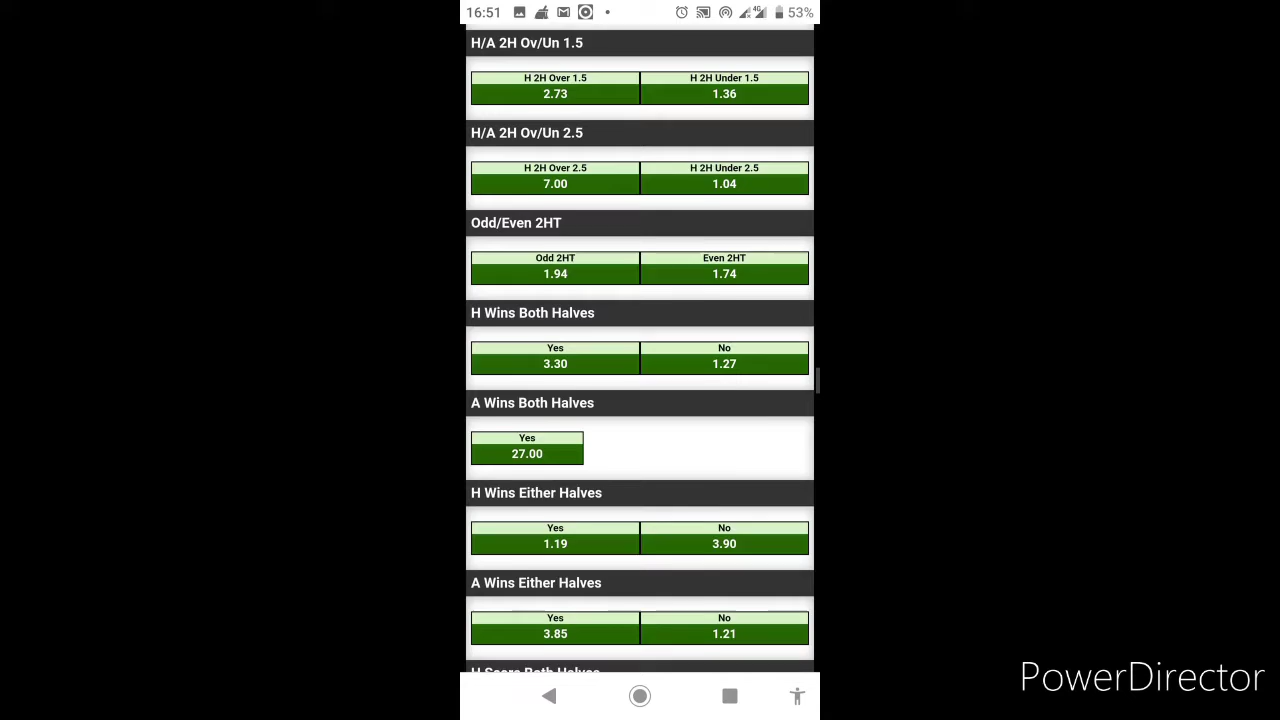 16:51 4G 53%
H/A 2H Ov/Un 1.5
H 2H Over 1.5 H 2H Under 1.5
2.73 1.36
H/A 2H Ov/Un 2.5
H 2H Over 2.5 H 2H Under 2.5
7.00 1.04
Odd/Even 2HT
Odd 2HT Even 2HT
1.94 1.74
H Wins Both Halves
Yes No
3.30 1.27
A Wins Both Halves
Yes
27.00
H Wins Either Halves
Yes No
1.19 3.90
A Wins Either Halves
Yes No
3.85 1.21
H Score Both Halves
PowerDirector